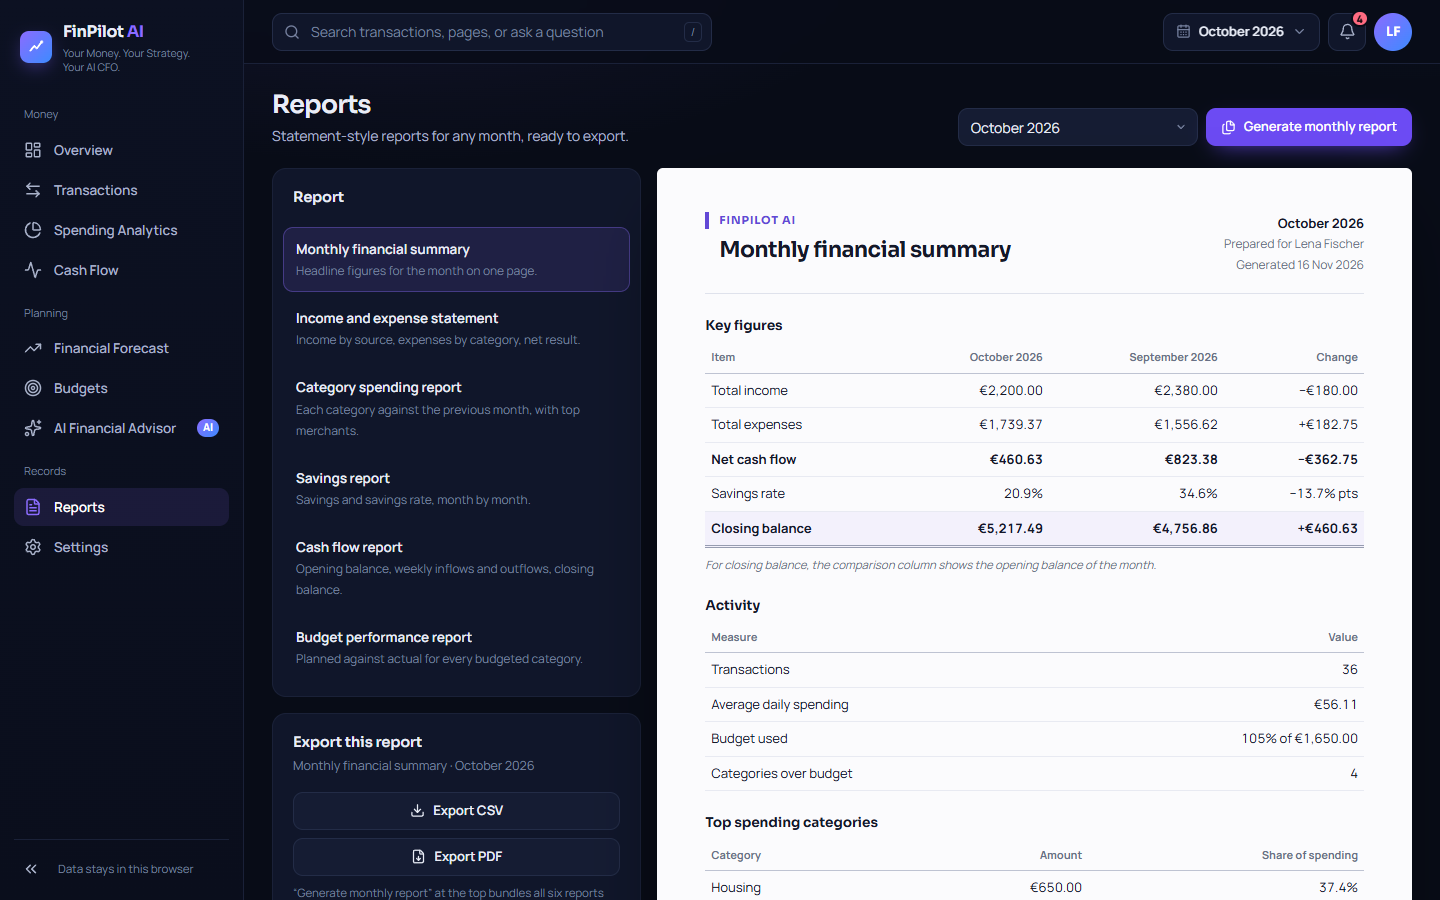 FinPilot AI
Your Money. Your Strategy.
Your AI CFO.
Money
Overview
Transactions
Spending Analytics
Cash Flow
Planning
Financial Forecast
Budgets
AI Financial Advisor AI
Records
Reports
Settings
Data stays in this browser
Search transactions, pages, or ask a question /
October 2026
4
LF
Reports
Statement-style reports for any month, ready to export.
October 2026
Generate monthly report
Report
Monthly financial summary
Headline figures for the month on one page.
Income and expense statement
Income by source, expenses by category, net result.
Category spending report
Each category against the previous month, with top
merchants.
Savings report
Savings and savings rate, month by month.
Cash flow report
Opening balance, weekly inflows and outflows, closing
balance.
Budget performance report
Planned against actual for every budgeted category.
Export this report
Monthly financial summary · October 2026
Export CSV
Export PDF
"Generate monthly report" at the top bundles all six reports
FINPILOT AI
Monthly financial summary
October 2026
Prepared for Lena Fischer
Generated 16 Nov 2026
Key figures
Item October 2026 September 2026 Change
Total income €2,200.00 €2,380.00 −€180.00
Total expenses €1,739.37 €1,556.62 +€182.75
Net cash flow €460.63 €823.38 −€362.75
Savings rate 20.9% 34.6% −13.7% pts
Closing balance €5,217.49 €4,756.86 +€460.63
For closing balance, the comparison column shows the opening balance of the month.
Activity
Measure Value
Transactions 36
Average daily spending €56.11
Budget used 105% of €1,650.00
Categories over budget 4
Top spending categories
Category Amount Share of spending
Housing €650.00 37.4%